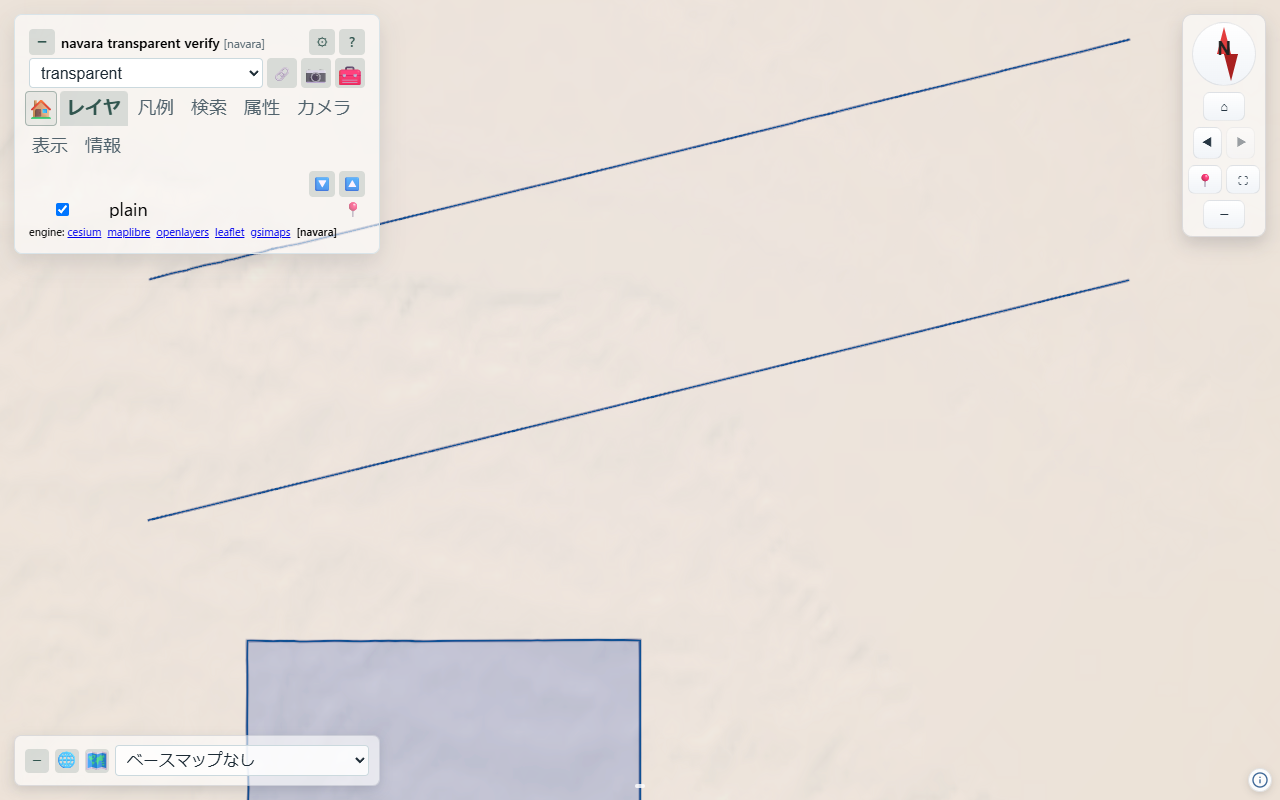 − navara transparent verify [navara] ⚙ ?
transparent
レイヤ 凡例 検索 属性 カメラ
表示 情報
plain
engine: cesium maplibre openlayers leaflet gsimaps [navara]
N
−
− ベースマップなし